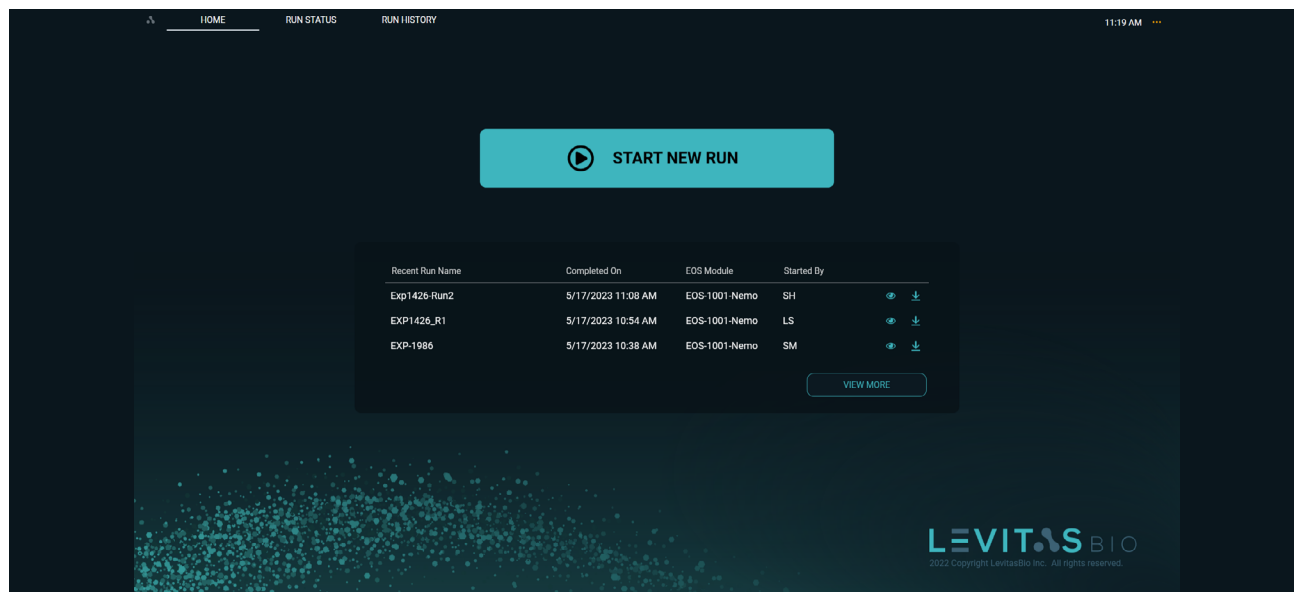 HOME RUN STATUS RUN HISTORY 11:19 AM
START NEW RUN
Recent Run Name Completed On EOS Module Started By
Exp1426-Run2 5/17/2023 11:08 AM EOS-1001-Nemo SH
EXP1426_R1 5/17/2023 10:54 AM EOS-1001-Nemo LS
EXP-1986 5/17/2023 10:38 AM EOS-1001-Nemo SM
VIEW MORE
LEVITAS BIO
2022 Copyright LevitasBio Inc. All rights reserved.